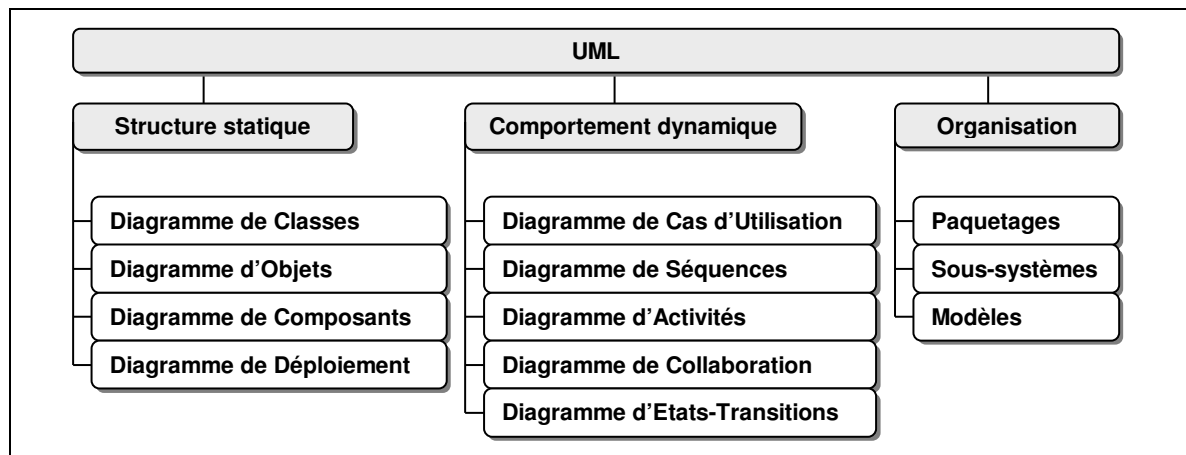 UML
Structure statique
Diagramme de Classes
Diagramme d’Objets
Diagramme de Composants
Diagramme de Déploiement
Comportement dynamique
Diagramme de Cas d’Utilisation
Diagramme de Séquences
Diagramme d’Activités
Diagramme de Collaboration
Diagramme d’Etats-Transitions
Organisation
Paquetages
Sous-systèmes
Modèles